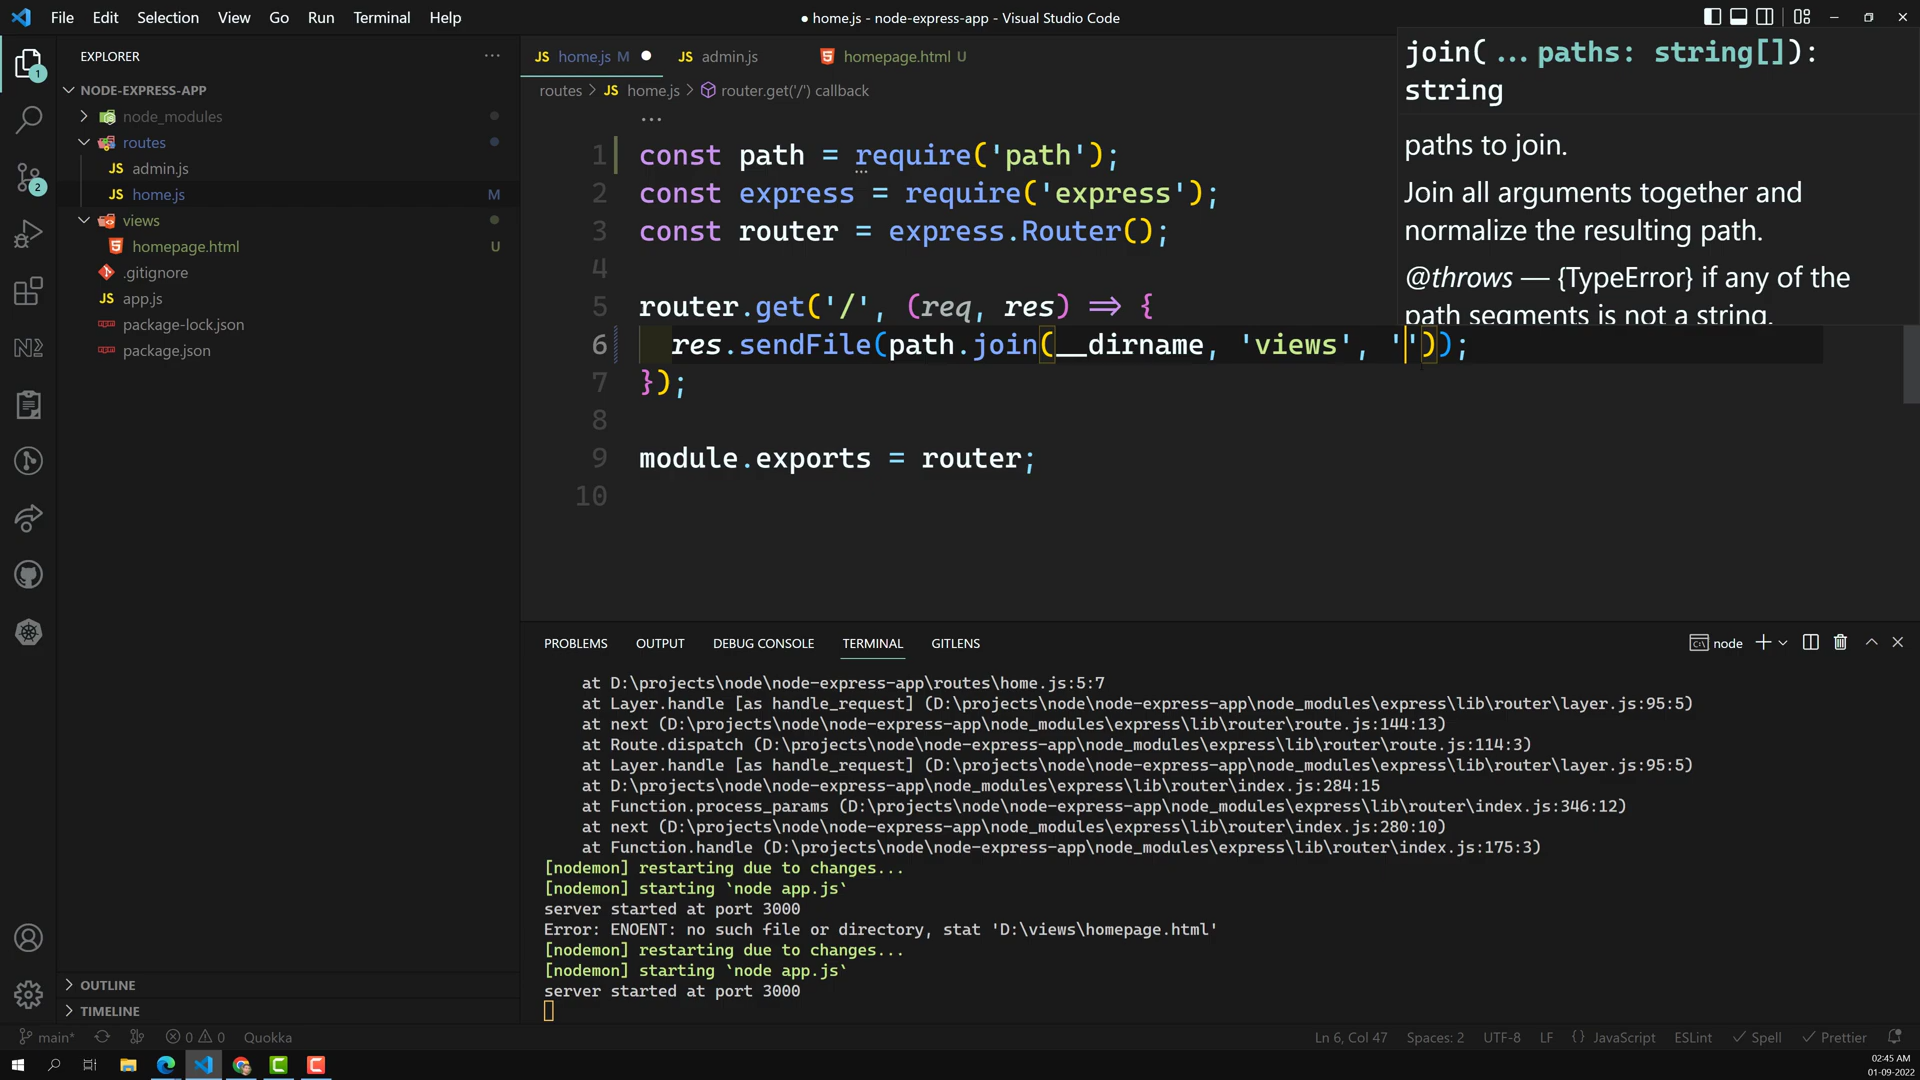 File Edit Selection View Go Run Terminal Help
● home.js - node-express-app - Visual Studio Code
EXPLORER ...
NODE-EXPRESS-APP
node_modules
routes
JS admin.js
JS home.js M
views
homepage.html U
.gitignore
JS app.js
package-lock.json
package.json
OUTLINE
TIMELINE
1
2
JS home.js M JS admin.js homepage.html U
routes > JS home.js > router.get('/') callback
...
1 const path = require('path');
2 const express = require('express');
3 const router = express.Router();
4
5 router.get('/', (req, res) => {
6 res.sendFile(path.join(__dirname, 'views', ''));
7 });
8
9 module.exports = router;
10
join(...paths: string[]):
string
paths to join.
Join all arguments together and
normalize the resulting path.
@throws — {TypeError} if any of the
path segments is not a string.
PROBLEMS OUTPUT DEBUG CONSOLE TERMINAL GITLENS
node
at D:\projects\node\node-express-app\routes\home.js:5:7
at Layer.handle [as handle_request] (D:\projects\node\node-express-app\node_modules\express\lib\router\layer.js:95:5)
at next (D:\projects\node\node-express-app\node_modules\express\lib\router\route.js:144:13)
at Route.dispatch (D:\projects\node\node-express-app\node_modules\express\lib\router\route.js:114:3)
at Layer.handle [as handle_request] (D:\projects\node\node-express-app\node_modules\express\lib\router\layer.js:95:5)
at D:\projects\node\node-express-app\node_modules\express\lib\router\index.js:284:15
at Function.process_params (D:\projects\node\node-express-app\node_modules\express\lib\router\index.js:346:12)
at next (D:\projects\node\node-express-app\node_modules\express\lib\router\index.js:280:10)
at Function.handle (D:\projects\node\node-express-app\node_modules\express\lib\router\index.js:175:3)
[nodemon] restarting due to changes...
[nodemon] starting `node app.js`
server started at port 3000
Error: ENOENT: no such file or directory, stat 'D:\views\homepage.html'
[nodemon] restarting due to changes...
[nodemon] starting `node app.js`
server started at port 3000
main* 0 0 Quokka Ln 6, Col 47 Spaces: 2 UTF-8 LF {} JavaScript ESLint Spell Prettier
02:45 AM
01-09-2022